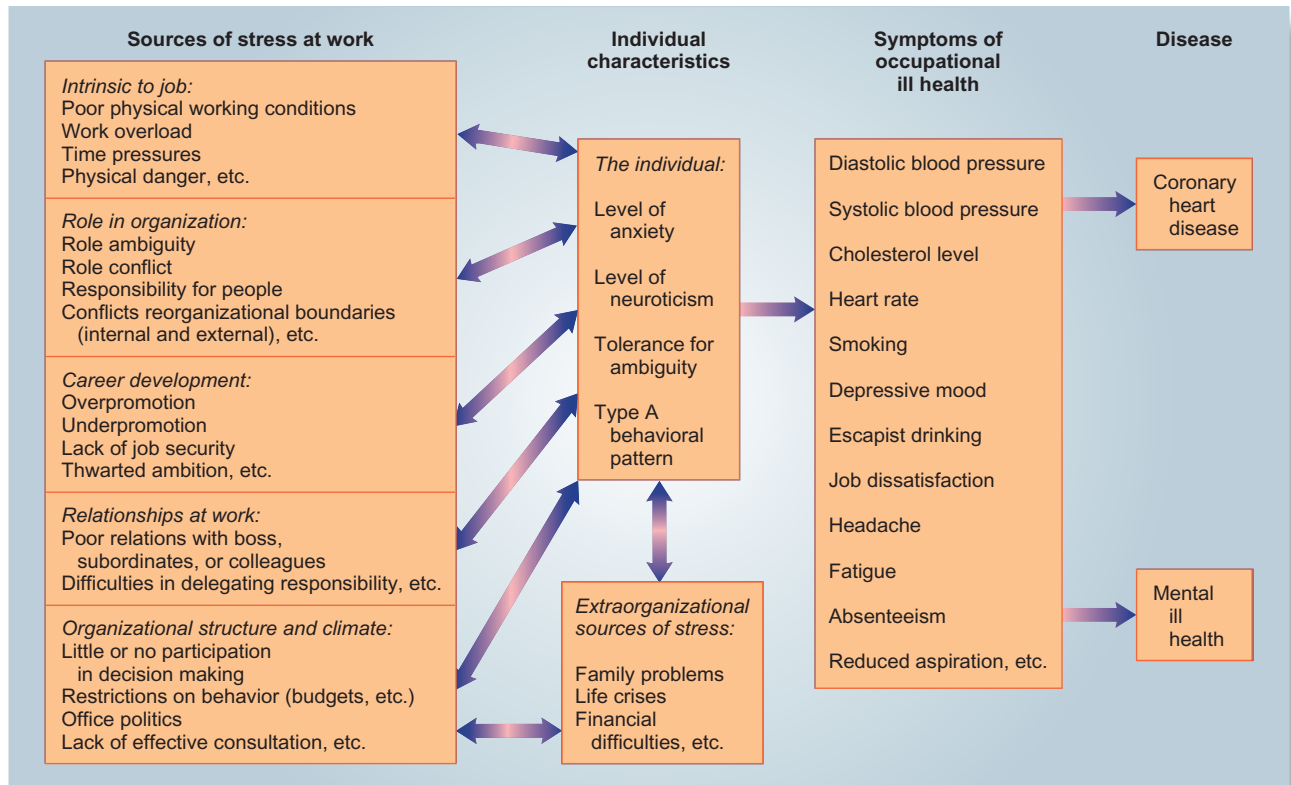 Sources of stress at work
Intrinsic to job:
Poor physical working conditions
Work overload
Time pressures
Physical danger, etc.
Role in organization:
Role ambiguity
Role conflict
Responsibility for people
Conflicts reorganizational boundaries
(internal and external), etc.
Career development:
Overpromotion
Underpromotion
Lack of job security
Thwarted ambition, etc.
Relationships at work:
Poor relations with boss,
subordinates, or colleagues
Difficulties in delegating responsibility, etc.
Organizational structure and climate:
Little or no participation
in decision making
Restrictions on behavior (budgets, etc.)
Office politics
Lack of effective consultation, etc.
Individual
characteristics
The individual:
Level of
anxiety
Level of
neuroticism
Tolerance for
ambiguity
Type A
behavioral
pattern
Extraorganizational
sources of stress:
Family problems
Life crises
Financial
difficulties, etc.
Symptoms of
occupational
ill health
Diastolic blood pressure
Systolic blood pressure
Cholesterol level
Heart rate
Smoking
Depressive mood
Escapist drinking
Job dissatisfaction
Headache
Fatigue
Absenteeism
Reduced aspiration, etc.
Disease
Coronary
heart
disease
Mental
ill
health